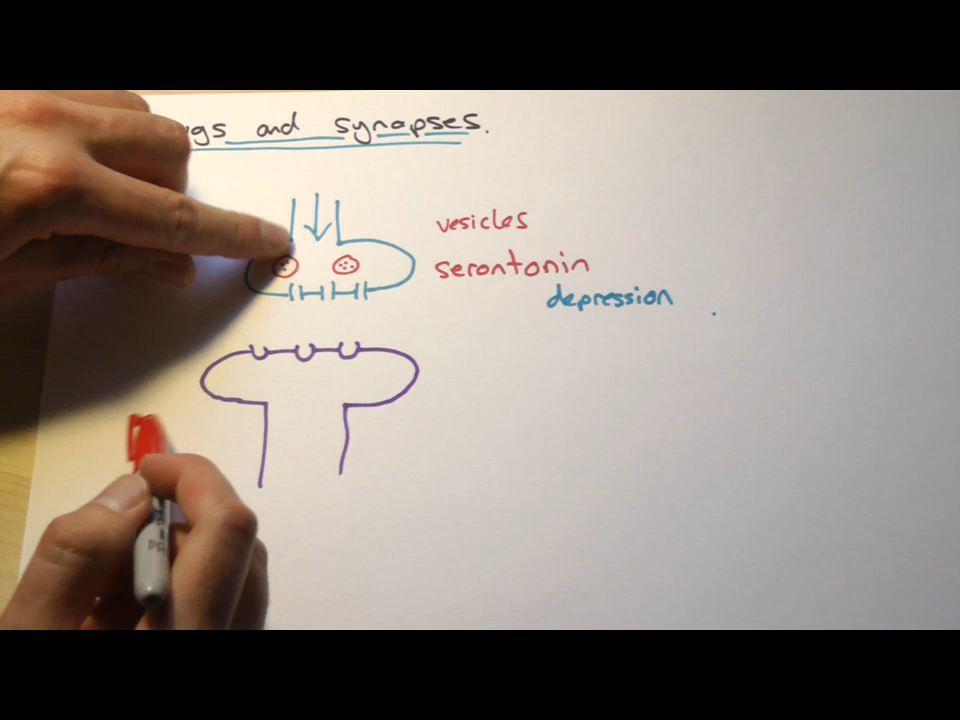 and synapses.
vesicles
serontonin
depression